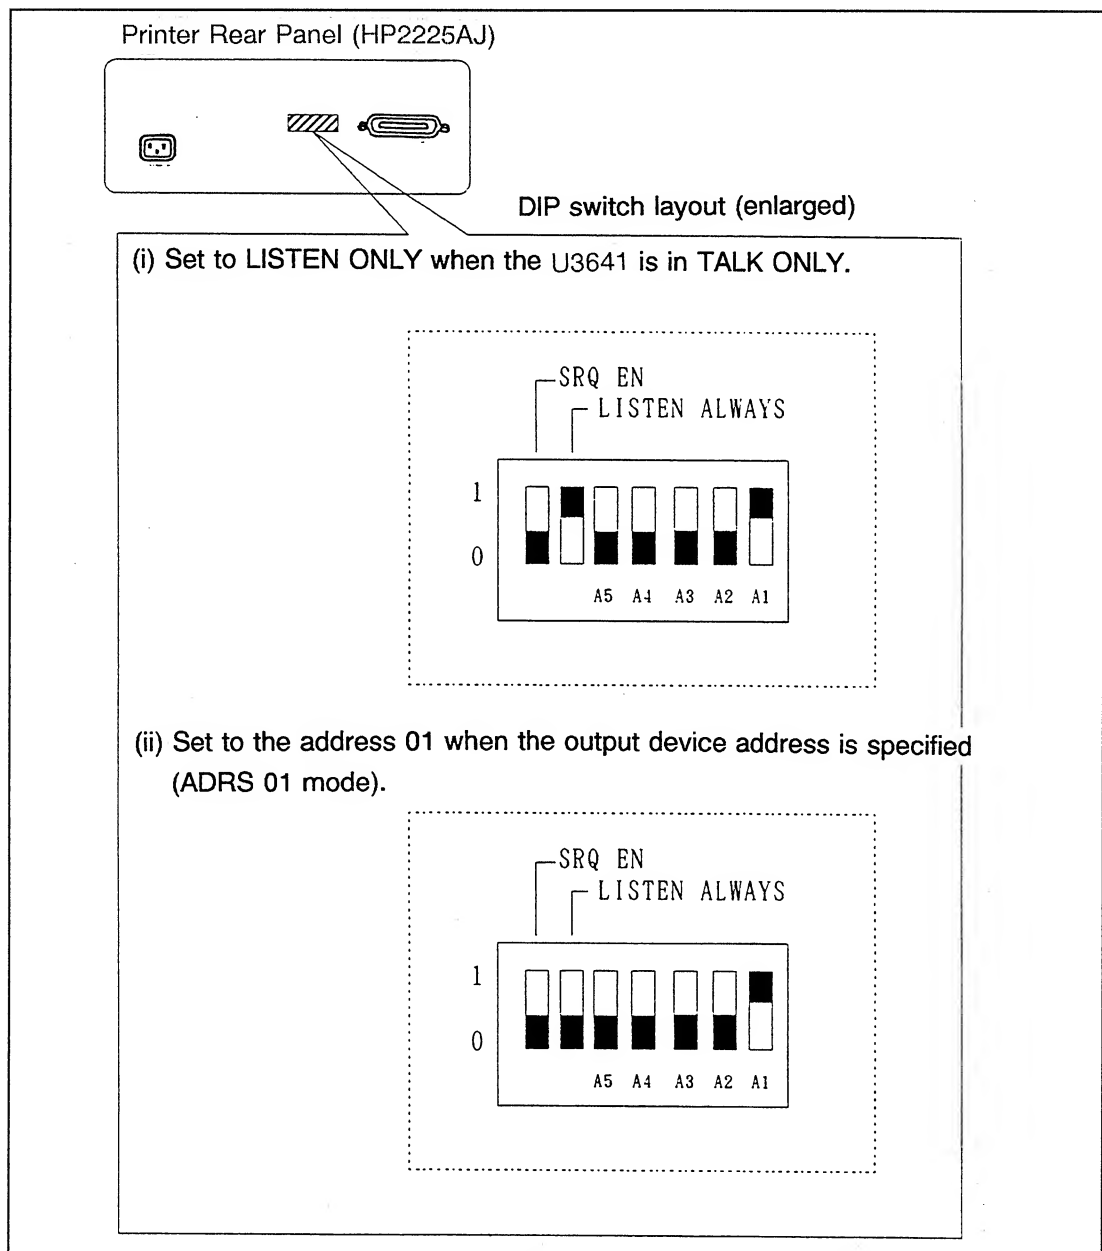 Printer Rear Panel (HP2225AJ)
DIP switch layout (enlarged)
(i) Set to LISTEN ONLY when the U3641 is in TALK ONLY.
SRQ EN
LISTEN ALWAYS
1
0
A5 A4 A3 A2 A1
(ii) Set to the address 01 when the output device address is specified
(ADRS 01 mode).
SRQ EN
LISTEN ALWAYS
1
0
A5 A4 A3 A2 A1